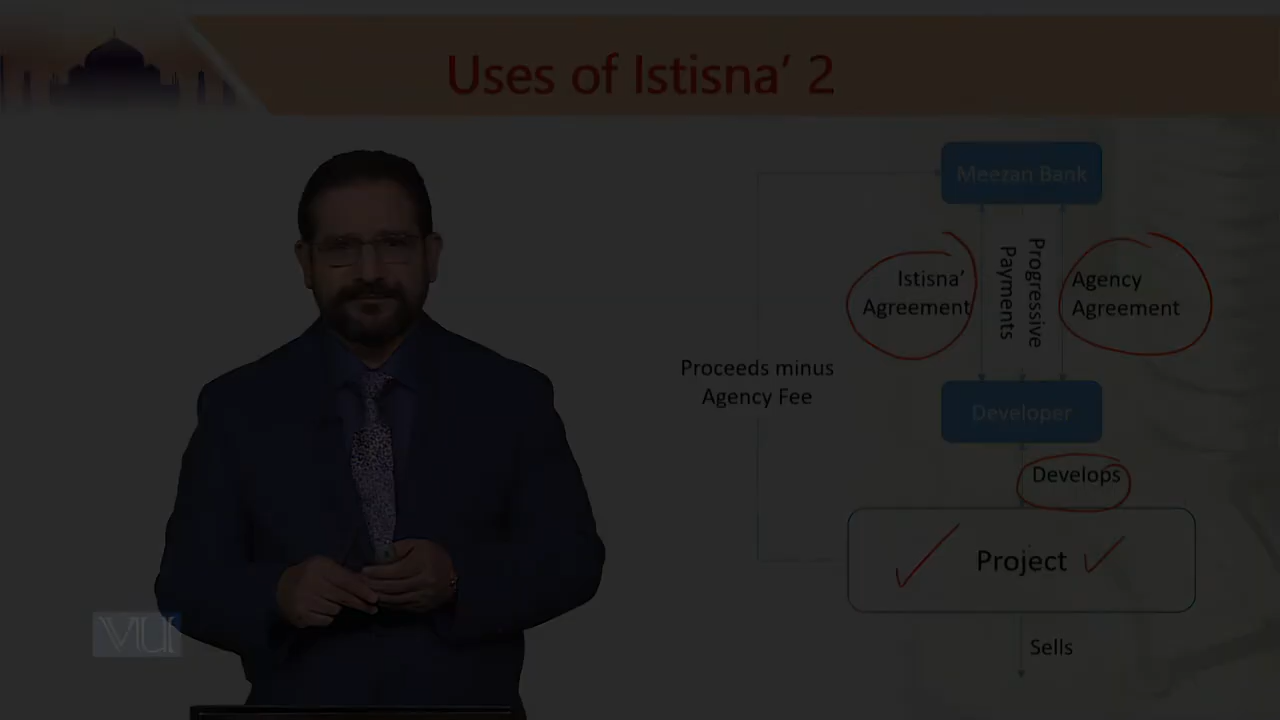 Uses of Istisna’ 2
Meezan Bank
Istisna’
Agreement
Progressive
Payments
Agency
Agreement
Proceeds minus
Agency Fee
Developer
Develops
Project
Sells
VU